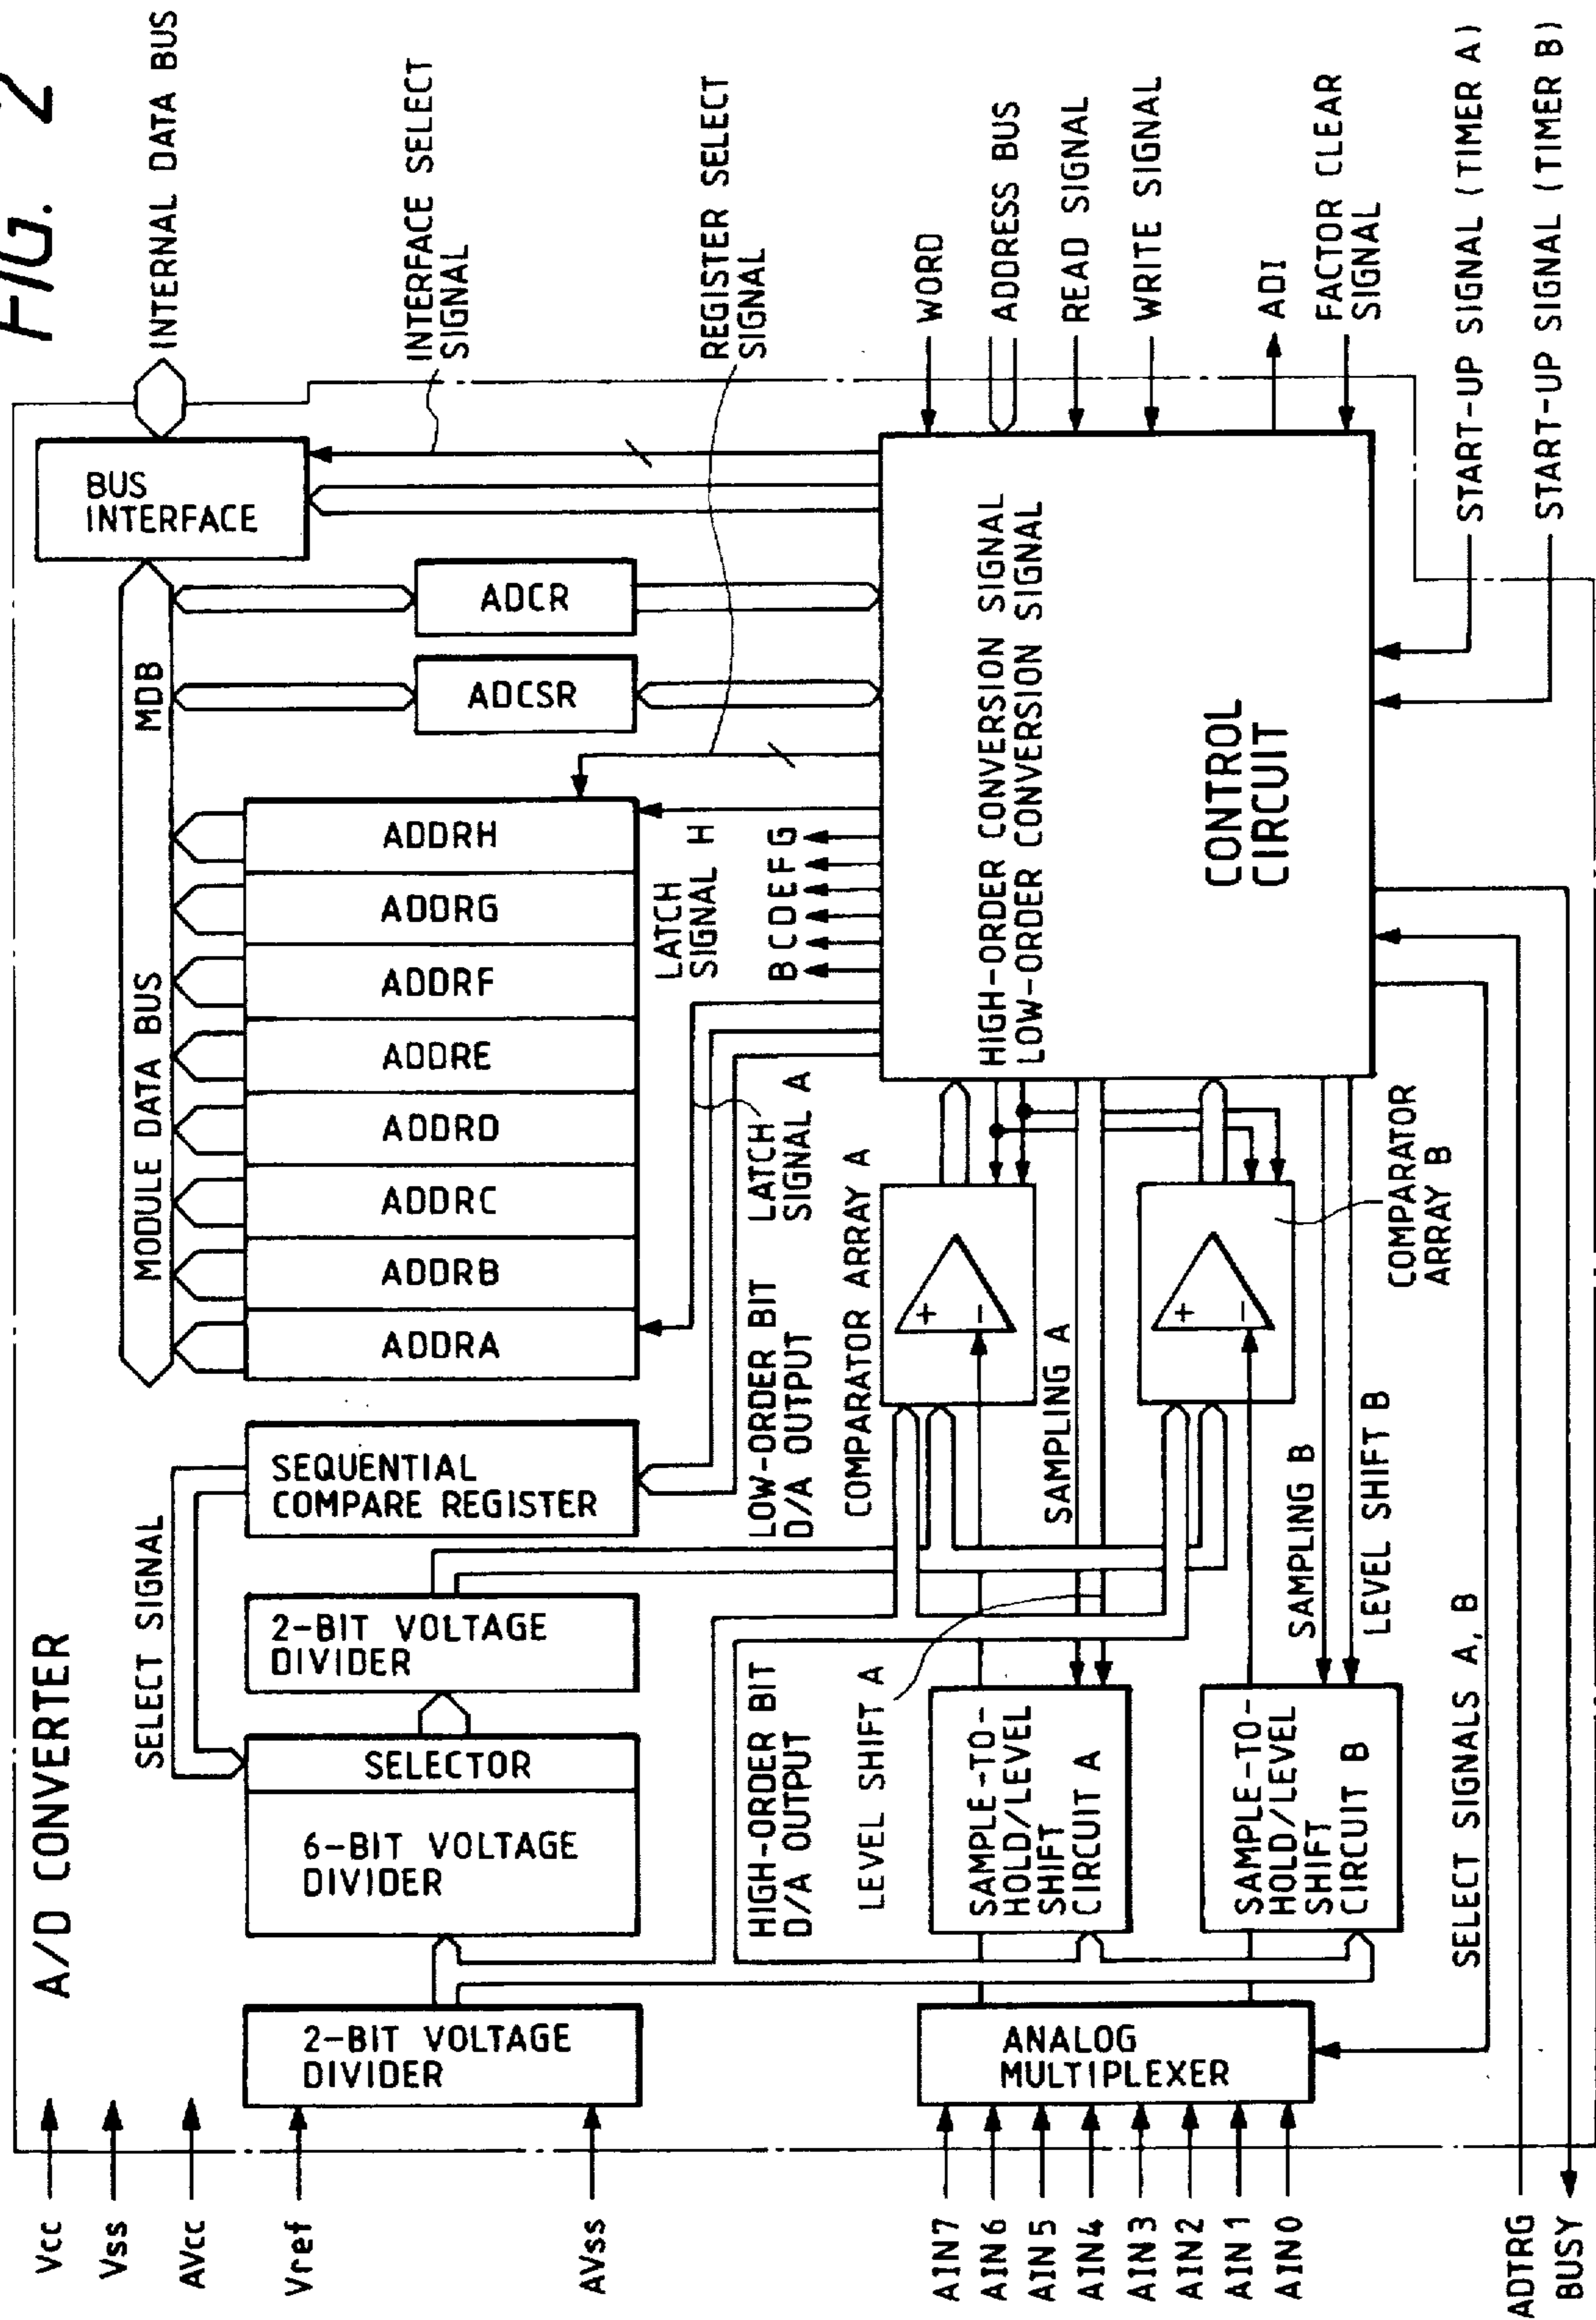 FIG. 2
A/D CONVERTER
Vcc
Vss
AVcc
Vref
AVss
2-BIT VOLTAGE
DIVIDER
6-BIT VOLTAGE
DIVIDER
SELECTOR
SELECT SIGNAL
2-BIT VOLTAGE
DIVIDER
SEQUENTIAL
COMPARE REGISTER
MODULE DATA BUS
MDB
ADDRA
ADDRB
ADDRC
ADDRD
ADDRE
ADDRF
ADDRG
ADDRH
ADCSR
ADCR
BUS
INTERFACE
INTERNAL DATA BUS
INTERFACE SELECT
SIGNAL
REGISTER SELECT
SIGNAL
LATCH
SIGNAL H
B C D E F G
LATCH
SIGNAL A
LOW-ORDER BIT
D/A OUTPUT
HIGH-ORDER BIT
D/A OUTPUT
COMPARATOR ARRAY A
+
−
SAMPLING A
LEVEL SHIFT A
SAMPLE-TO-
HOLD/LEVEL
SHIFT
CIRCUIT A
+
−
COMPARATOR
ARRAY B
SAMPLING B
LEVEL SHIFT B
SAMPLE-TO-
HOLD/LEVEL
SHIFT
CIRCUIT B
HIGH-ORDER CONVERSION SIGNAL
LOW-ORDER CONVERSION SIGNAL
CONTROL
CIRCUIT
WORD
ADDRESS BUS
READ SIGNAL
WRITE SIGNAL
ADI
FACTOR CLEAR
SIGNAL
START-UP SIGNAL (TIMER A)
START-UP SIGNAL (TIMER B)
AIN7
AIN6
AIN5
AIN4
AIN3
AIN2
AIN1
AIN0
ANALOG
MULTIPLEXER
SELECT SIGNALS A, B
ADTRG
BUSY